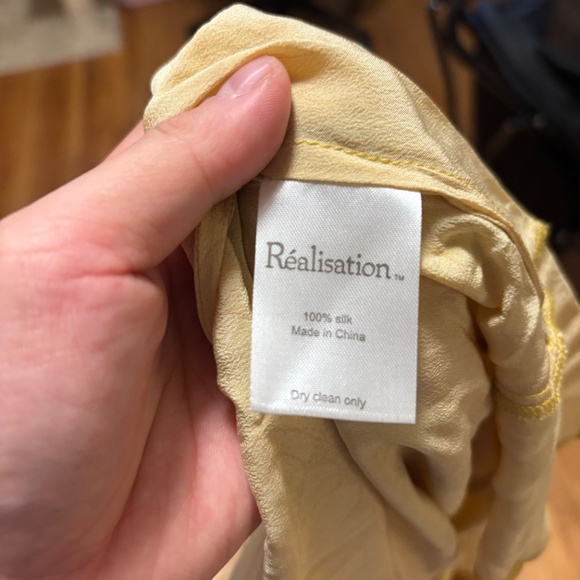 Réalisation™
100% silk
Made in China
Dry clean only